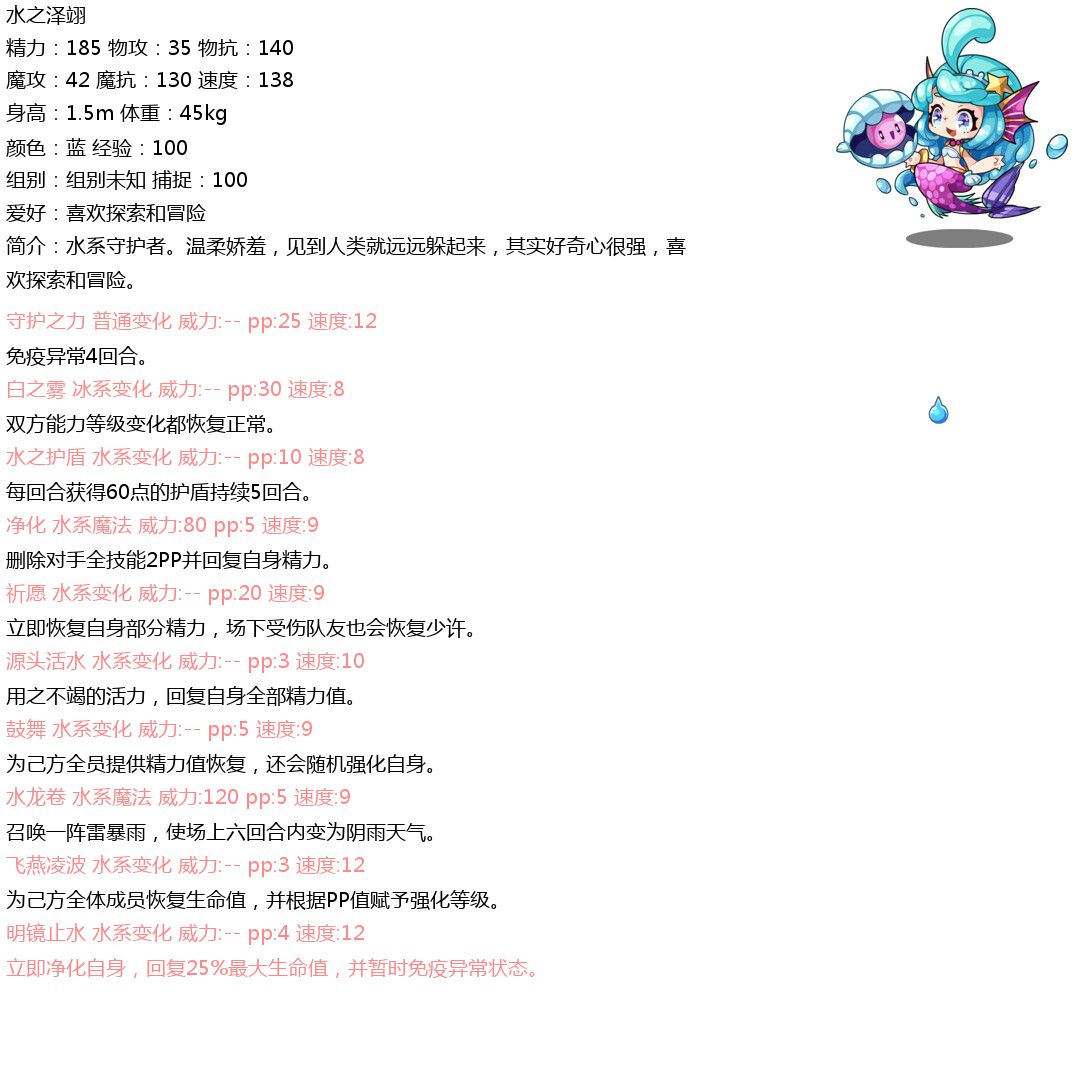 水之泽翊
精力：185 物攻：35 物抗：140
魔攻：42 魔抗：130 速度：138
身高：1.5m 体重：45kg
颜色：蓝 经验：100
组别：组别未知 捕捉：100
爱好：喜欢探索和冒险
简介：水系守护者。温柔娇羞，见到人类就远远躲起来，其实好奇心很强，喜
欢探索和冒险。
守护之力 普通变化 威力:-- pp:25 速度:12
免疫异常4回合。
白之雾 冰系变化 威力:-- pp:30 速度:8
双方能力等级变化都恢复正常。
水之护盾 水系变化 威力:-- pp:10 速度:8
每回合获得60点的护盾持续5回合。
净化 水系魔法 威力:80 pp:5 速度:9
删除对手全技能2PP并回复自身精力。
祈愿 水系变化 威力:-- pp:20 速度:9
立即恢复自身部分精力，场下受伤队友也会恢复少许。
源头活水 水系变化 威力:-- pp:3 速度:10
用之不竭的活力，回复自身全部精力值。
鼓舞 水系变化 威力:-- pp:5 速度:9
为己方全员提供精力值恢复，还会随机强化自身。
水龙卷 水系魔法 威力:120 pp:5 速度:9
召唤一阵雷暴雨，使场上六回合内变为阴雨天气。
飞燕凌波 水系变化 威力:-- pp:3 速度:12
为己方全体成员恢复生命值，并根据PP值赋予强化等级。
明镜止水 水系变化 威力:-- pp:4 速度:12
立即净化自身，回复25%最大生命值，并暂时免疫异常状态。